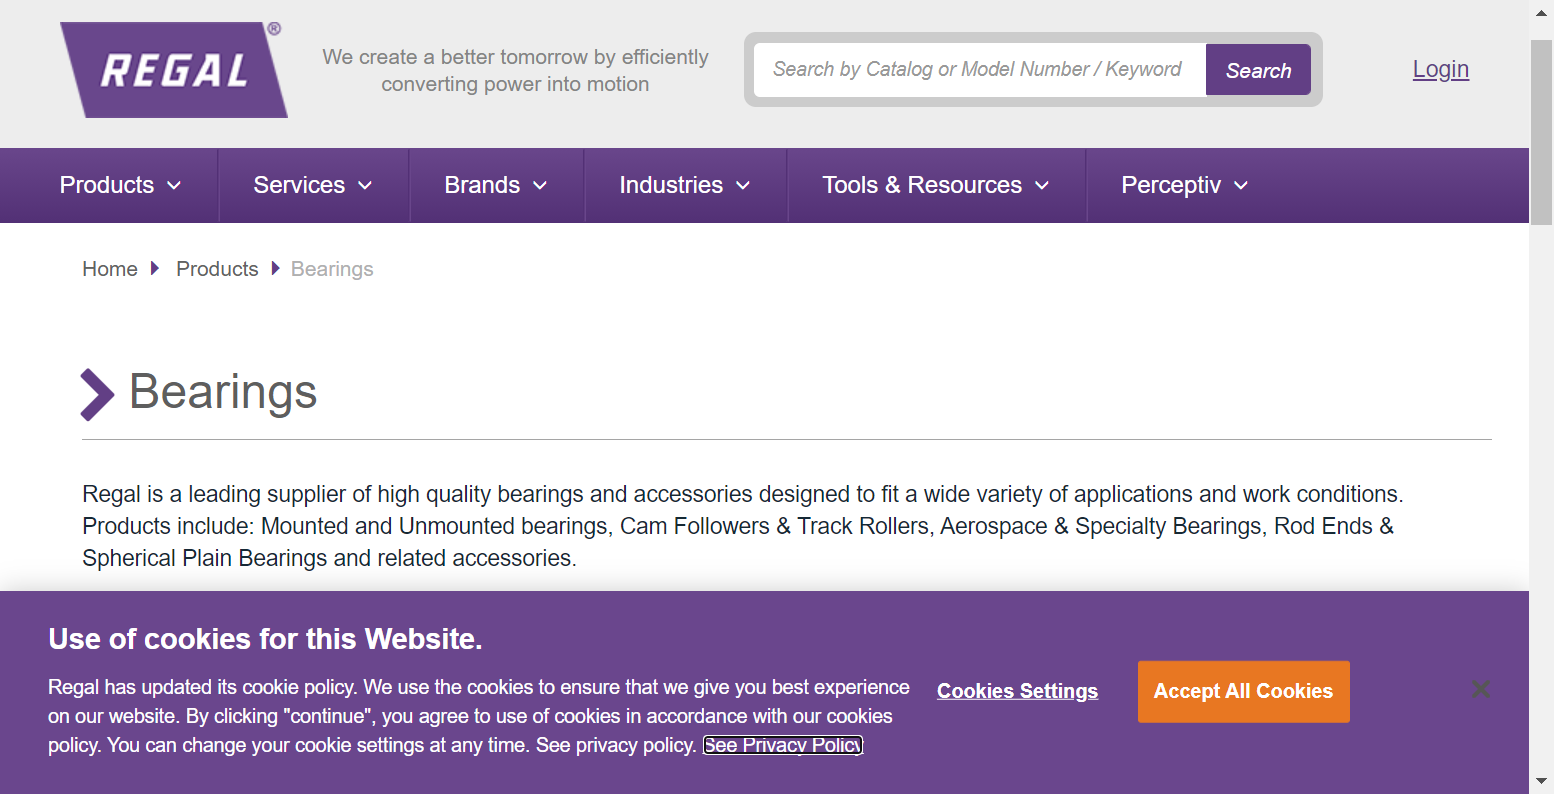 REGAL®
We create a better tomorrow by efficiently
converting power into motion
Search by Catalog or Model Number / Keyword
Search
Login
Products
Services
Brands
Industries
Tools & Resources
Perceptiv
Home
Products
Bearings
Bearings
Regal is a leading supplier of high quality bearings and accessories designed to fit a wide variety of applications and work conditions.
Products include: Mounted and Unmounted bearings, Cam Followers & Track Rollers, Aerospace & Specialty Bearings, Rod Ends &
Spherical Plain Bearings and related accessories.
Use of cookies for this Website.
Regal has updated its cookie policy. We use the cookies to ensure that we give you best experience
on our website. By clicking "continue", you agree to use of cookies in accordance with our cookies
policy. You can change your cookie settings at any time. See privacy policy. See Privacy Policy
Cookies Settings
Accept All Cookies